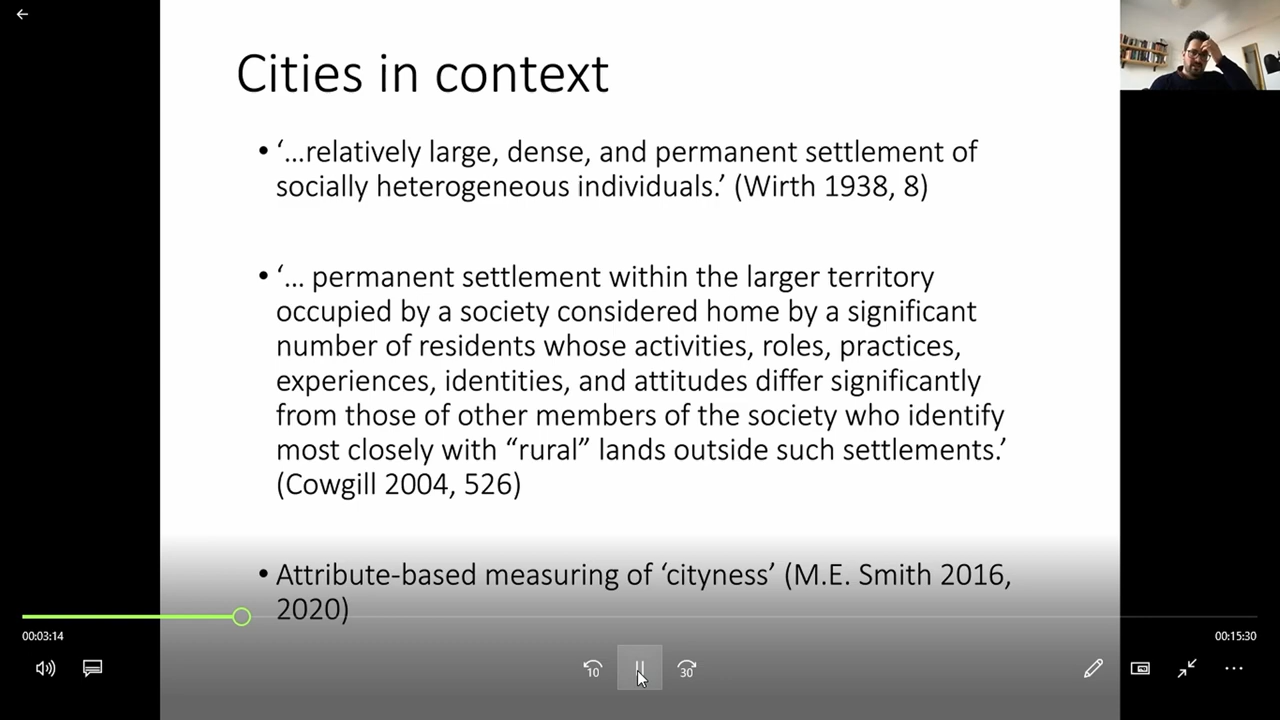 Cities in context
• ‘…relatively large, dense, and permanent settlement of
socially heterogeneous individuals.’ (Wirth 1938, 8)
• ‘… permanent settlement within the larger territory
occupied by a society considered home by a significant
number of residents whose activities, roles, practices,
experiences, identities, and attitudes differ significantly
from those of other members of the society who identify
most closely with “rural” lands outside such settlements.’
(Cowgill 2004, 526)
• Attribute-based measuring of ‘cityness’ (M.E. Smith 2016,
2020)
00:03:14
00:15:30
10
30